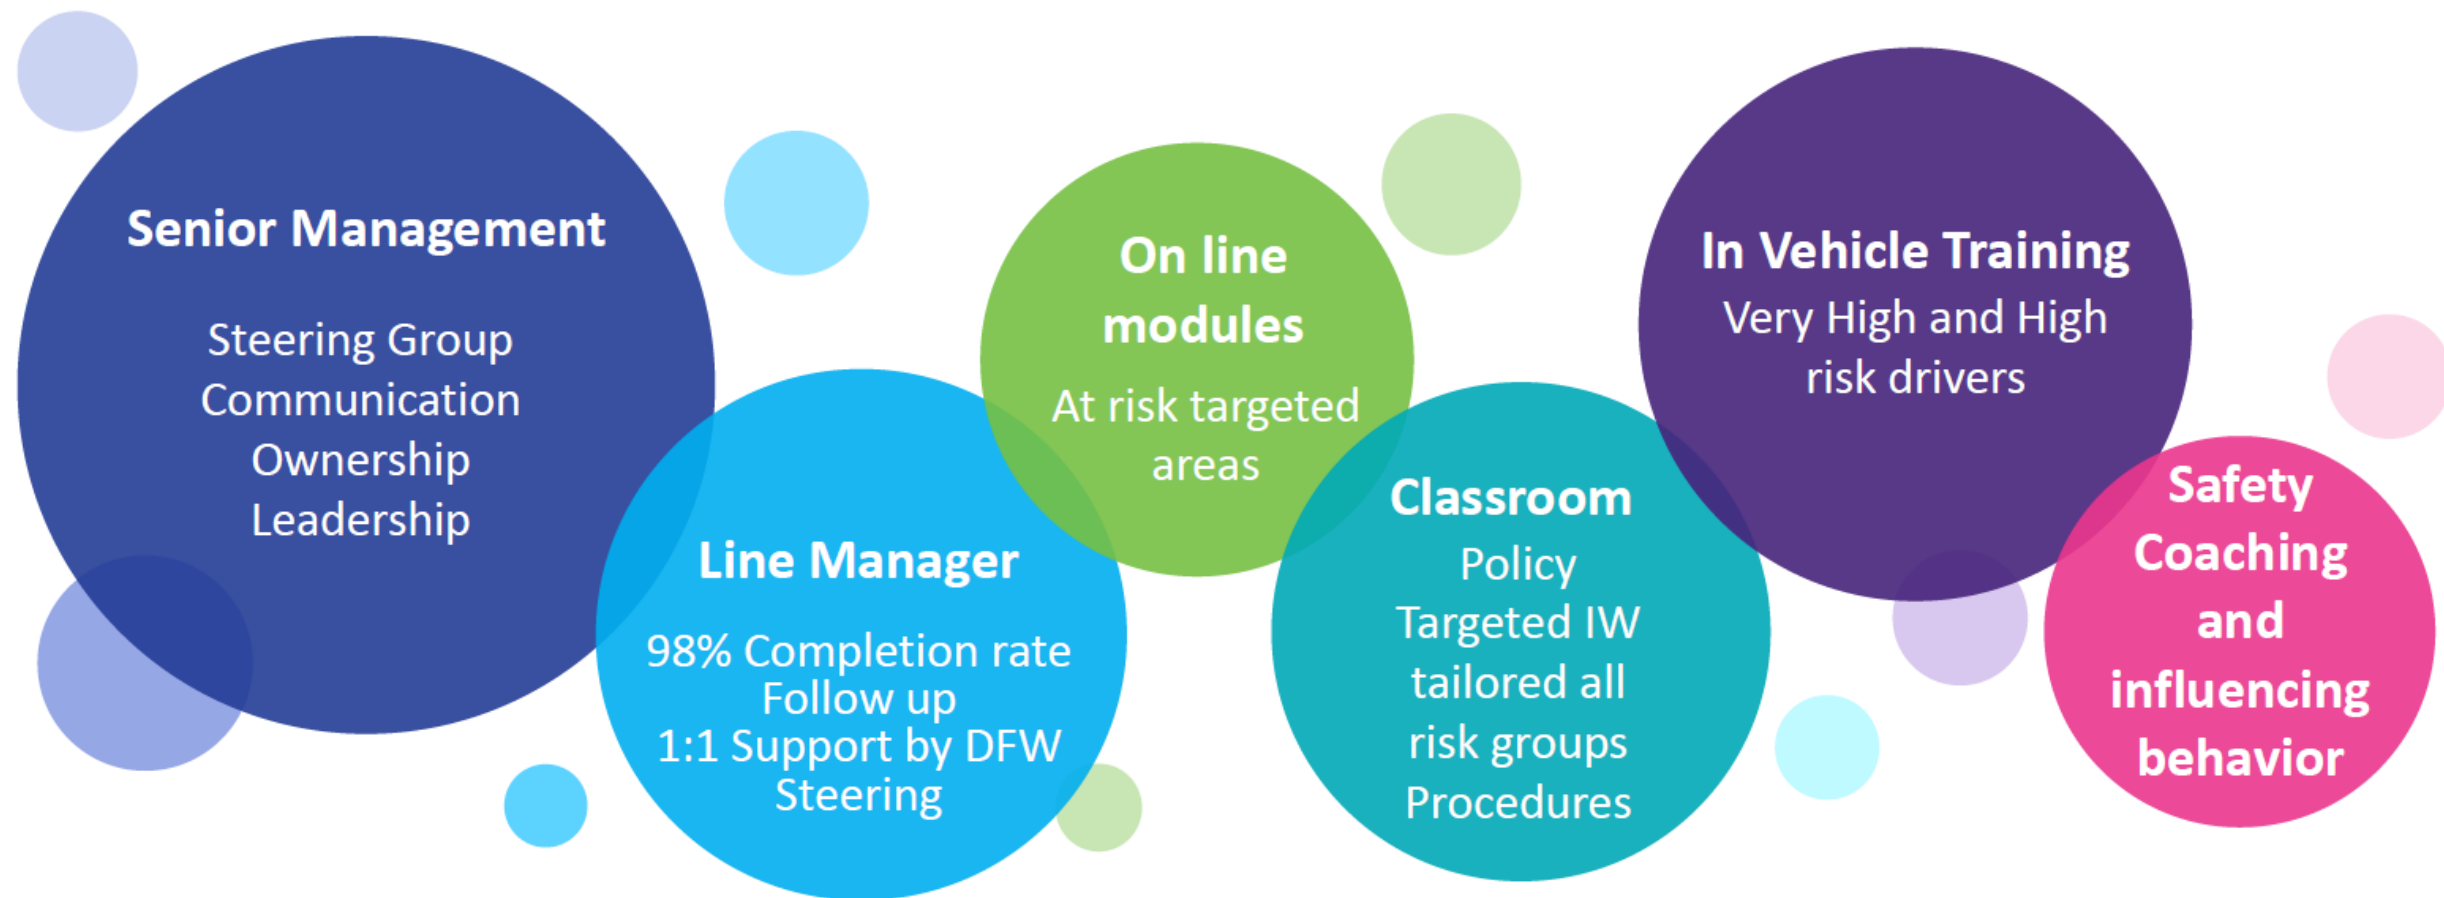 Senior Management
Steering Group
Communication
Ownership
Leadership
Line Manager
98% Completion rate
Follow up
1:1 Support by DFW
Steering
On line
modules
At risk targeted
areas
Classroom
Policy
Targeted IW
tailored all
risk groups
Procedures
In Vehicle Training
Very High and High
risk drivers
Safety
Coaching
and
influencing
behavior